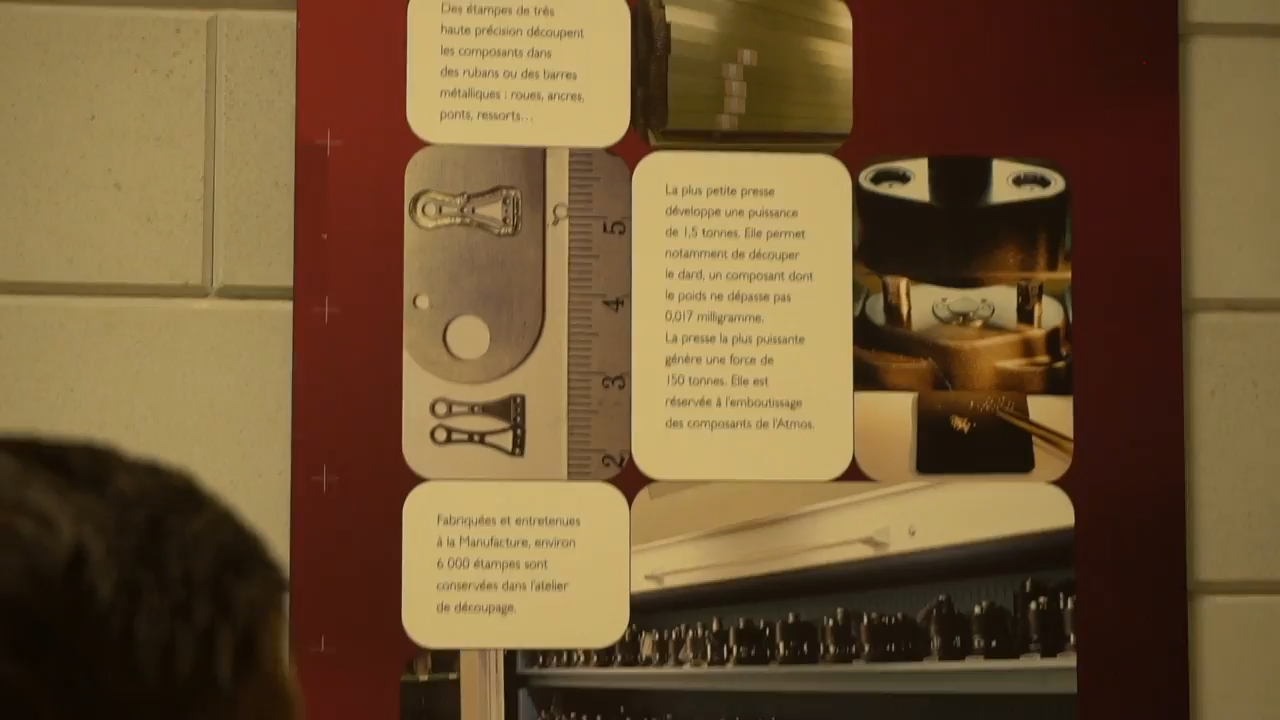 Des étampes de très
haute précision découpent
les composants dans
des rubans ou des barres
métalliques : roues, ancres,
ponts, ressorts...
5
4
3
2
La plus petite presse
développe une puissance
de 1,5 tonnes. Elle permet
notamment de découper
le dard, un composant dont
le poids ne dépasse pas
0,017 milligramme.
La presse la plus puissante
génère une force de
150 tonnes. Elle est
réservée à l'emboutissage
des composants de l'Atmos.
Fabriquées et entretenues
à la Manufacture, environ
6 000 étampes sont
conservées dans l'atelier
de découpage.